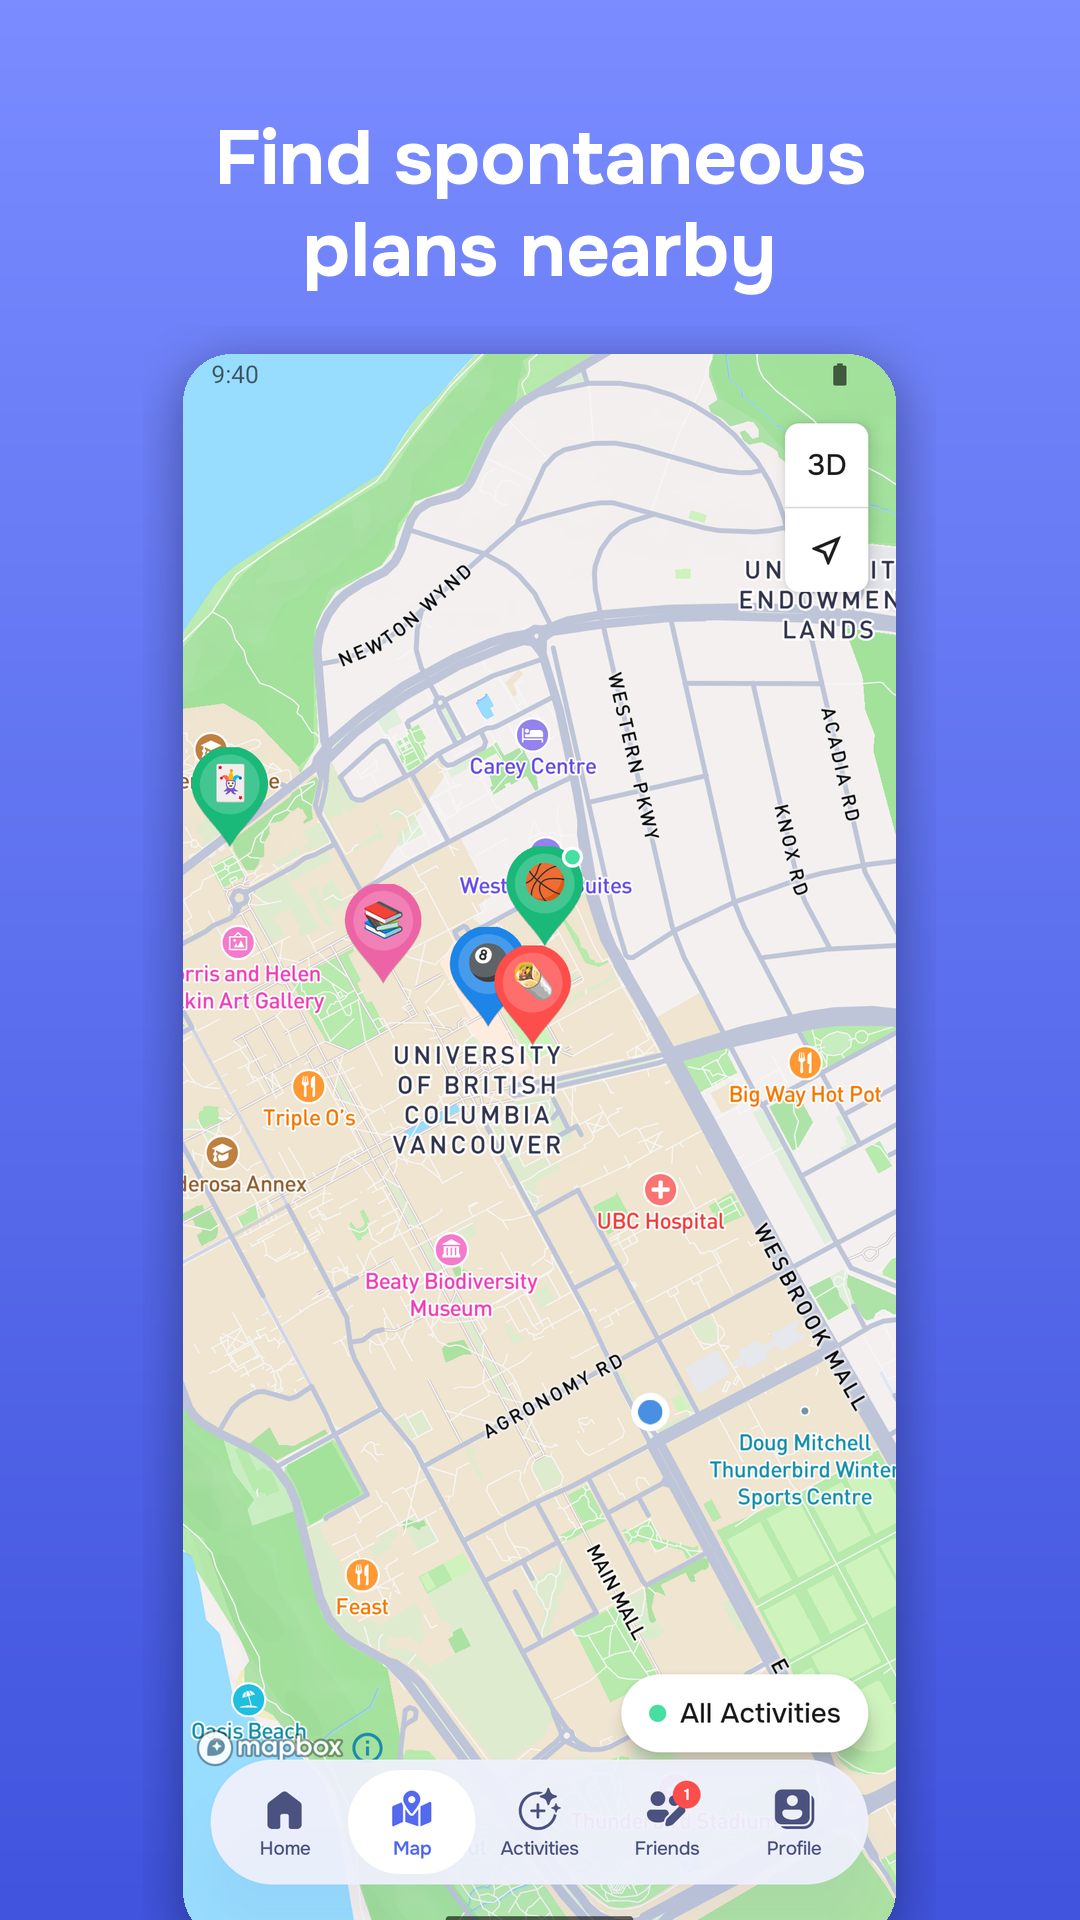 Find spontaneous
plans nearby
9:40
3D
ENDOWMEN
LANDS
NEWTON WYND
WESTERN PKWY
ACADIA RD
KNOX RD
Carey Centre
West
uites
rris and Helen
kin Art Gallery
UNIVERSITY
OF BRITISH
COLUMBIA
VANCOUVER
Big Way Hot Pot
Triple O's
derosa Annex
UBC Hospital
Beaty Biodiversity
Museum
WESBROOK MALL
AGRONOMY RD
Doug Mitchell
Thunderbird Winter
Sports Centre
MAIN MALL
Feast
E
All Activities
Oasis Beach
mapbox
Home
Map
Activities
Friends
1
Profile